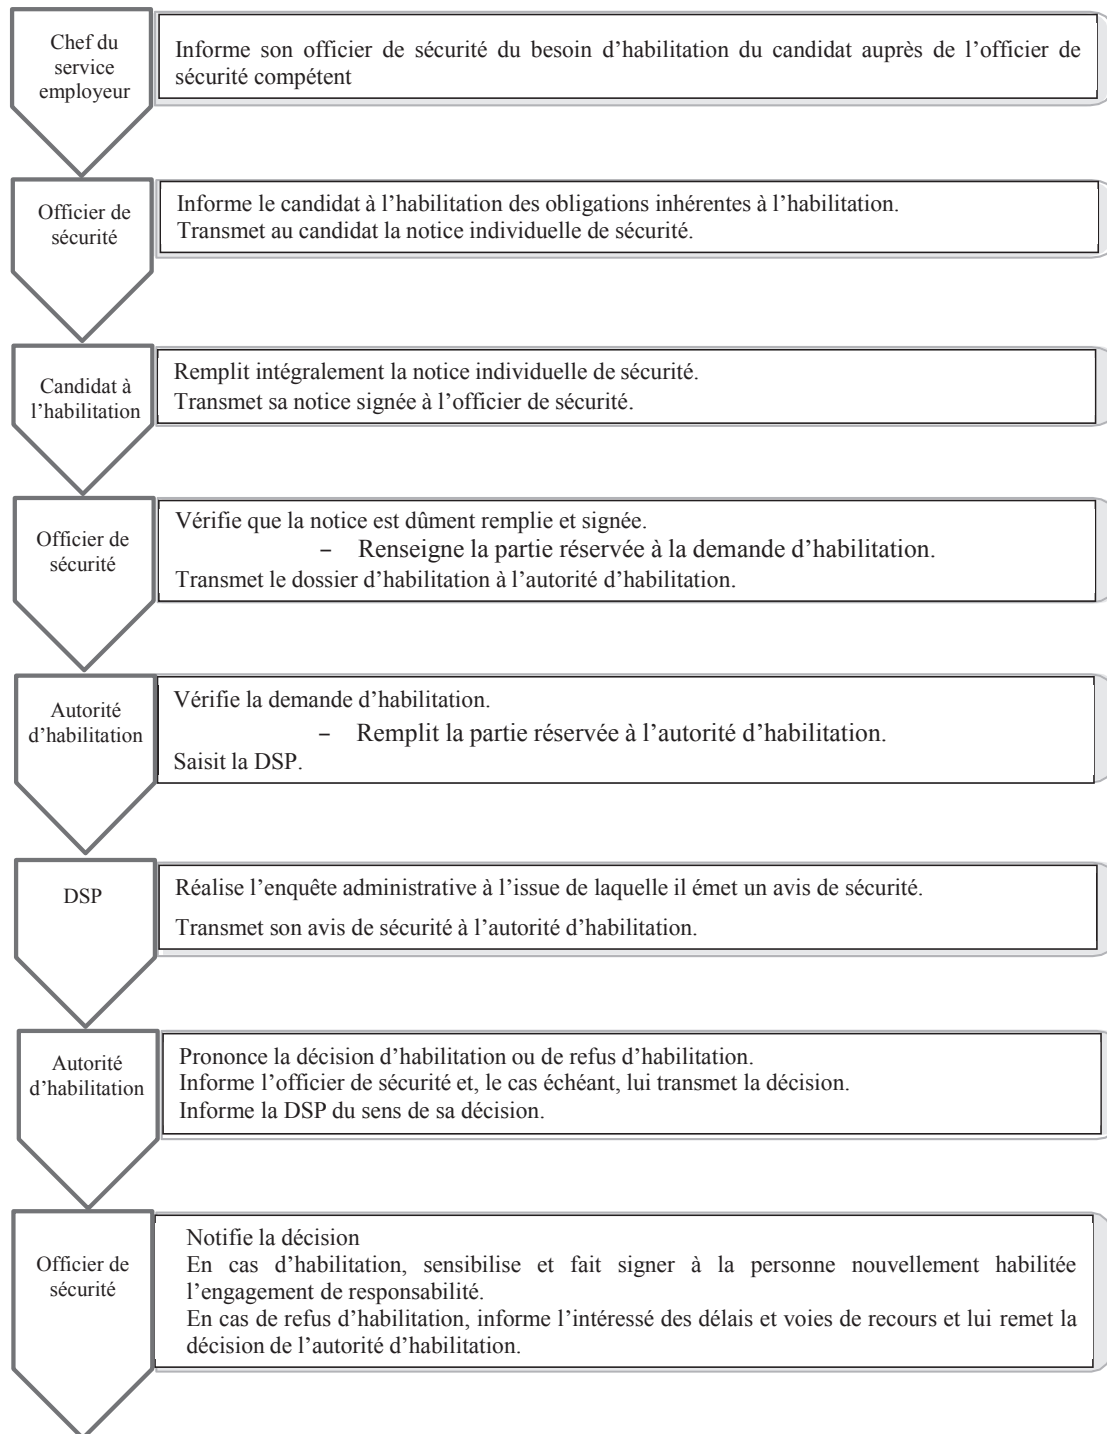 Chef du
service
employeur
Informe son officier de sécurité du besoin d’habilitation du candidat auprès de l’officier de
sécurité compétent
Officier de
sécurité
Informe le candidat à l’habilitation des obligations inhérentes à l’habilitation.
Transmet au candidat la notice individuelle de sécurité.
Candidat à
l’habilitation
Remplit intégralement la notice individuelle de sécurité.
Transmet sa notice signée à l’officier de sécurité.
Officier de
sécurité
Vérifie que la notice est dûment remplie et signée.
– Renseigne la partie réservée à la demande d’habilitation.
Transmet le dossier d’habilitation à l’autorité d’habilitation.
Autorité
d’habilitation
Vérifie la demande d’habilitation.
– Remplit la partie réservée à l’autorité d’habilitation.
Saisit la DSP.
DSP
Réalise l’enquête administrative à l’issue de laquelle il émet un avis de sécurité.
Transmet son avis de sécurité à l’autorité d’habilitation.
Autorité
d’habilitation
Prononce la décision d’habilitation ou de refus d’habilitation.
Informe l’officier de sécurité et, le cas échéant, lui transmet la décision.
Informe la DSP du sens de sa décision.
Officier de
sécurité
Notifie la décision
En cas d’habilitation, sensibilise et fait signer à la personne nouvellement habilitée
l’engagement de responsabilité.
En cas de refus d’habilitation, informe l’intéressé des délais et voies de recours et lui remet la
décision de l’autorité d’habilitation.